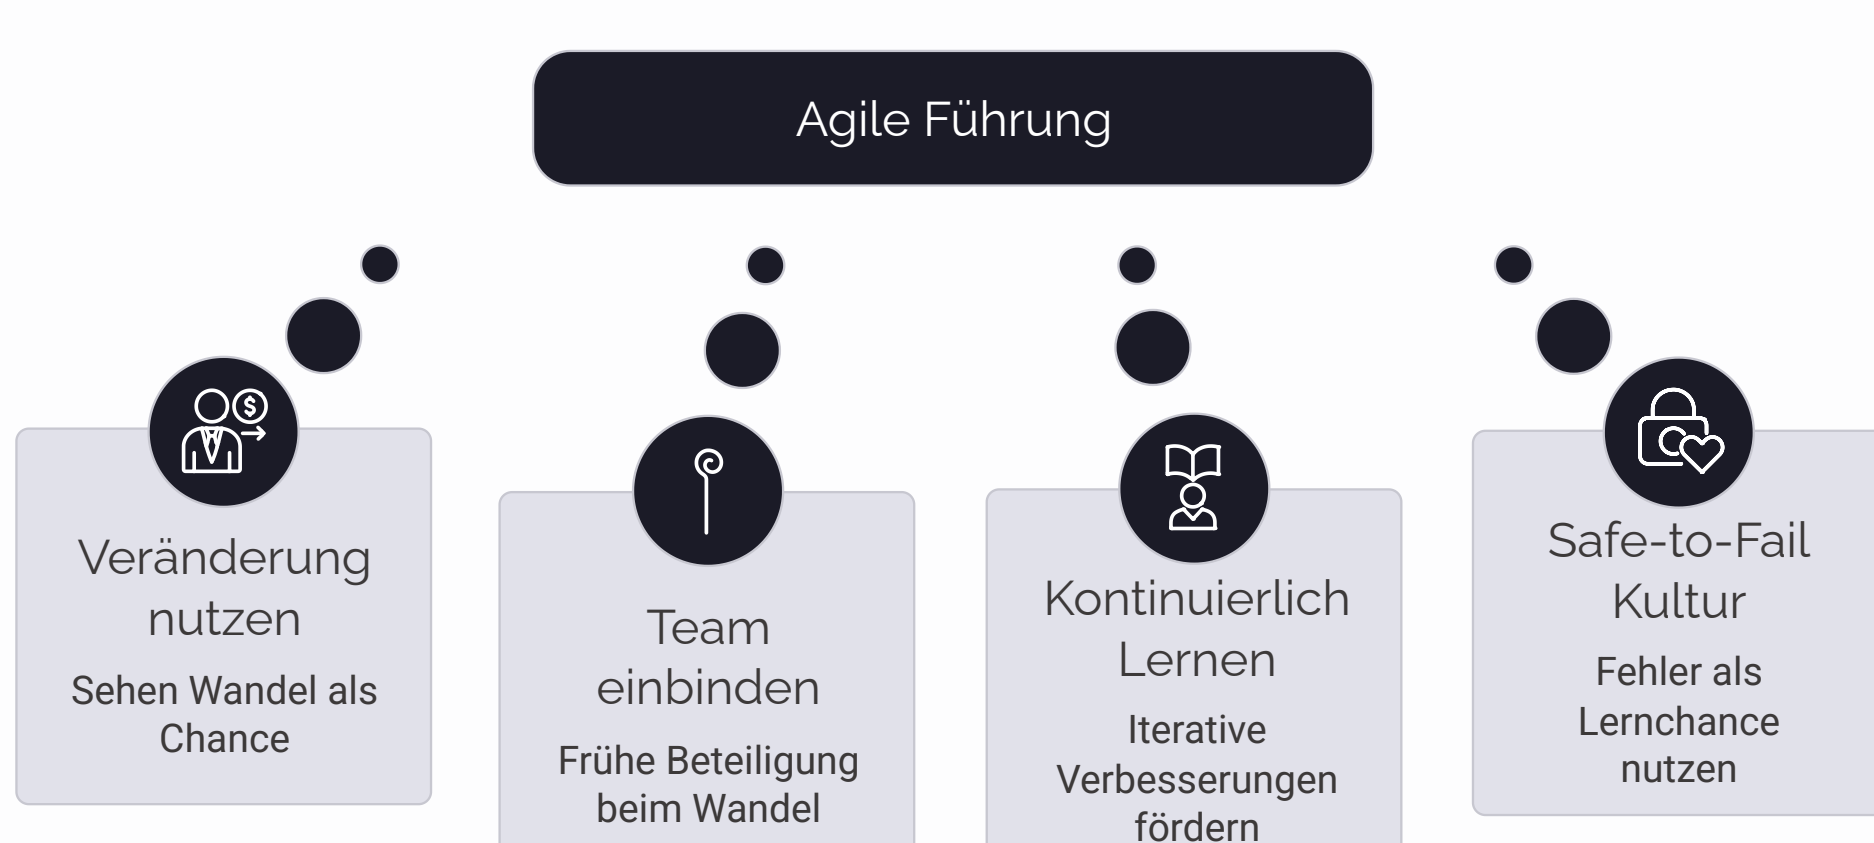 Agile Führung
$
Veränderung
nutzen
Sehen Wandel als
Chance
Team
einbinden
Frühe Beteiligung
beim Wandel
Kontinuierlich
Lernen
Iterative
Verbesserungen
fördern
Safe-to-Fail
Kultur
Fehler als
Lernchance
nutzen